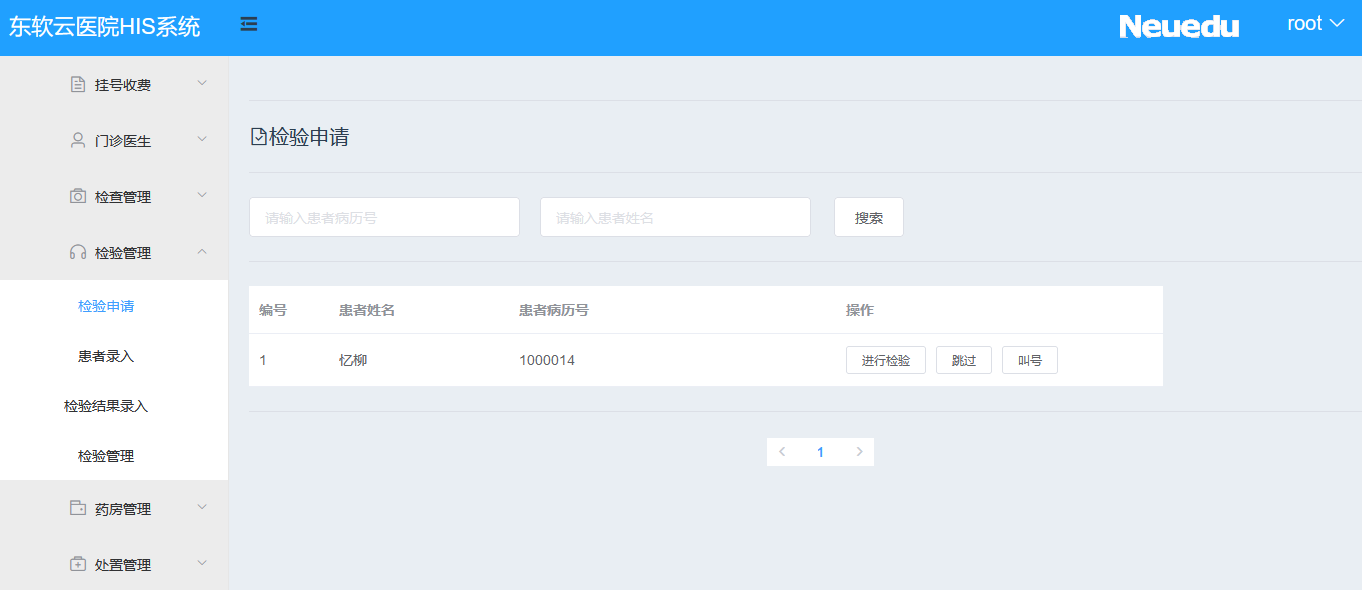 东软云医院HIS系统
Neuedu
root
挂号收费
门诊医生
检查管理
检验管理
检验申请
患者录入
检验结果录入
检验管理
药房管理
处置管理
检验申请
请输入患者病历号 请输入患者姓名 搜索
编号 患者姓名 患者病历号 操作
1 忆柳 1000014 进行检验 跳过 叫号
1